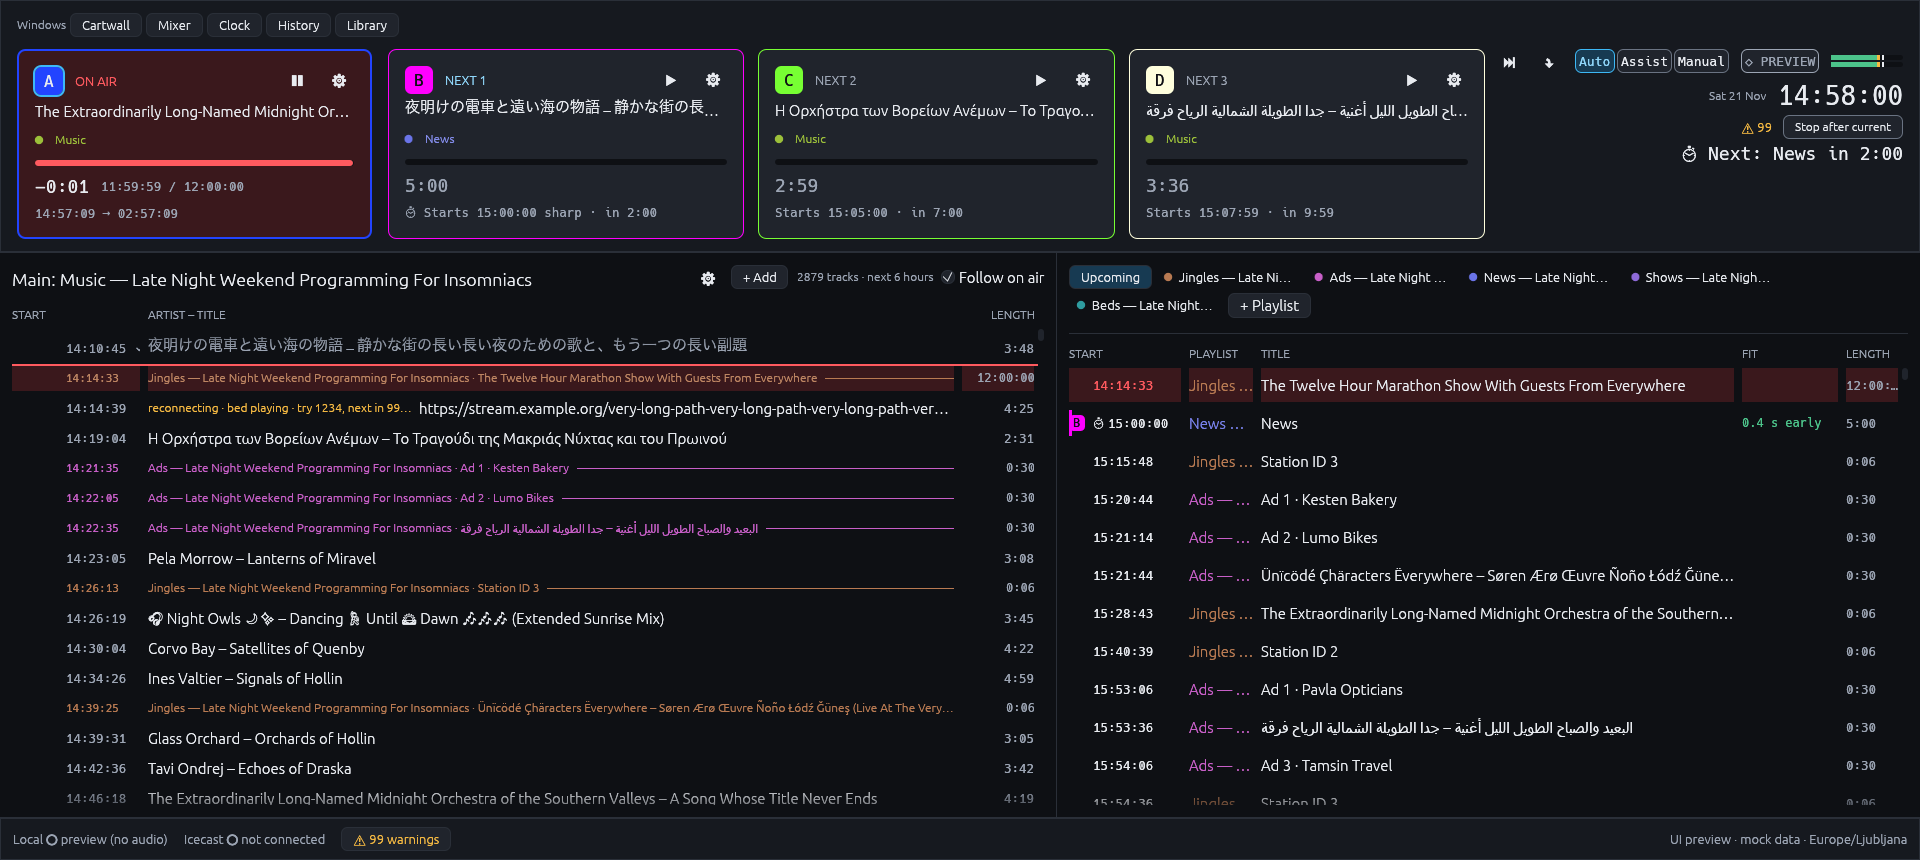 Windows Cartwall Mixer Clock History Library
A ON AIR
The Extraordinarily Long-Named Midnight Or...
Music
−0:01 11:59:59 / 12:00:00
14:57:09 → 02:57:09
B NEXT 1
夜明けの電車と遠い海の物語 – 静かな街の長...
News
5:00
Starts 15:00:00 sharp · in 2:00
C NEXT 2
Η Ορχήστρα των Βορείων Ανέμων – Το Τραγο...
Music
2:59
Starts 15:05:00 · in 7:00
D NEXT 3
فرقة الرياح الشمالية الطويلة جدا – أغنية الليل الطويل والصباح...
Music
3:36
Starts 15:07:59 · in 9:59
Auto Assist Manual ◇ PREVIEW
Sat 21 Nov 14:58:00
⚠ 99 Stop after current
Next: News in 2:00
Main: Music — Late Night Weekend Programming For Insomniacs
+ Add 2879 tracks · next 6 hours ✓ Follow on air
START ARTIST – TITLE LENGTH
14:10:45 夜明けの電車と遠い海の物語 – 静かな街の長い長い夜のための歌と、もう一つの長い副題 3:48
14:14:33 Jingles — Late Night Weekend Programming For Insomniacs · The Twelve Hour Marathon Show With Guests From Everywhere 12:00:00
14:14:39 reconnecting · bed playing · try 1234, next in 99... https://stream.example.org/very-long-path-very-long-path-very-long-path-ver... 4:25
14:19:04 Η Ορχήστρα των Βορείων Ανέμων – Το Τραγούδι της Μακριάς Νύχτας και του Πρωινού 2:31
14:21:35 Ads — Late Night Weekend Programming For Insomniacs · Ad 1 · Kesten Bakery 0:30
14:22:05 Ads — Late Night Weekend Programming For Insomniacs · Ad 2 · Lumo Bikes 0:30
14:22:35 Ads — Late Night Weekend Programming For Insomniacs · فرقة الرياح الشمالية الطويلة جدا – أغنية الليل الطويل والصباح البعيد 0:30
14:23:05 Pela Morrow – Lanterns of Miravel 3:08
14:26:13 Jingles — Late Night Weekend Programming For Insomniacs · Station ID 3 0:06
14:26:19 🎧 Night Owls 🌙✨ – Dancing 💃 Until 🌅 Dawn 🎶🎶🎶 (Extended Sunrise Mix) 3:45
14:30:04 Corvo Bay – Satellites of Quenby 4:22
14:34:26 Ines Valtier – Signals of Hollin 4:59
14:39:25 Jingles — Late Night Weekend Programming For Insomniacs · Ünïcödé Çhäracters Ëverywhere – Søren Ærø Œuvre Ñoño Łódź Ğüneş (Live At The Very... 0:06
14:39:31 Glass Orchard – Orchards of Hollin 3:05
14:42:36 Tavi Ondrej – Echoes of Draska 3:42
14:46:18 The Extraordinarily Long-Named Midnight Orchestra of the Southern Valleys – A Song Whose Title Never Ends 4:19
Upcoming Jingles — Late Ni... Ads — Late Night ... News — Late Night... Shows — Late Nigh...
Beds — Late Night... + Playlist
START PLAYLIST TITLE FIT LENGTH
14:14:33 Jingles ... The Twelve Hour Marathon Show With Guests From Everywhere 12:00:...
B 15:00:00 News ... News 0.4 s early 5:00
15:15:48 Jingles ... Station ID 3 0:06
15:20:44 Ads — ... Ad 1 · Kesten Bakery 0:30
15:21:14 Ads — ... Ad 2 · Lumo Bikes 0:30
15:21:44 Ads — ... Ünïcödé Çhäracters Ëverywhere – Søren Ærø Œuvre Ñoño Łódź Ğüne... 0:30
15:28:43 Jingles ... The Extraordinarily Long-Named Midnight Orchestra of the Southern... 0:06
15:40:39 Jingles ... Station ID 2 0:06
15:53:06 Ads — ... Ad 1 · Pavla Opticians 0:30
15:53:36 Ads — ... فرقة الرياح الشمالية الطويلة جدا – أغنية الليل الطويل والصباح البعيد 0:30
15:54:06 Ads — ... Ad 3 · Tamsin Travel 0:30
15:54:36 Jingles ... Station ID 3 0:06
Local preview (no audio) Icecast not connected ⚠ 99 warnings
UI preview · mock data · Europe/Ljubljana